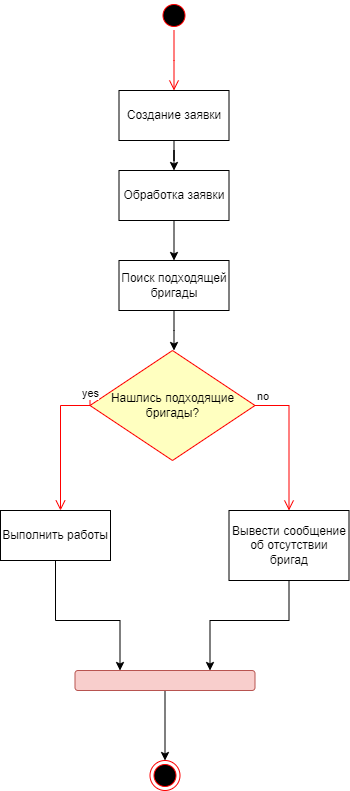 Создание заявки
Обработка заявки
Поиск подходящей
бригады
Нашлись подходящие
бригады?
yes
no
Выполнить работы
Вывести сообщение
об отсутствии
бригад